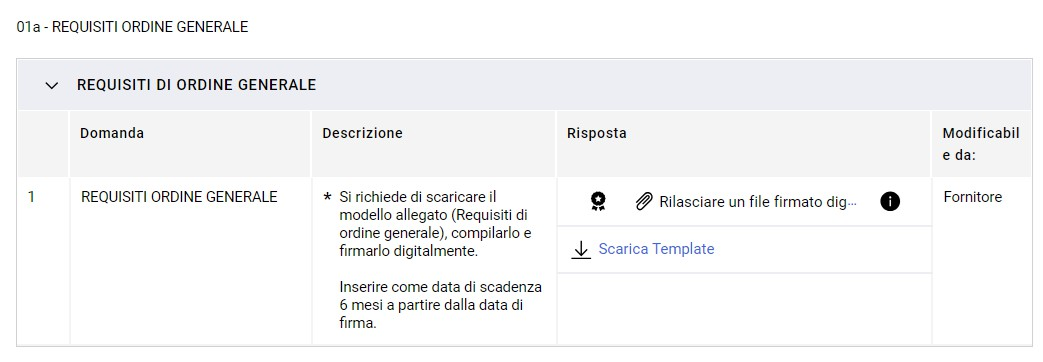 01a - REQUISITI ORDINE GENERALE
REQUISITI DI ORDINE GENERALE
Domanda
Descrizione
Risposta
Modificabil
e da:
1
REQUISITI ORDINE GENERALE
* Si richiede di scaricare il
modello allegato (Requisiti di
ordine generale), compilarlo e
firmarlo digitalmente.
Inserire come data di scadenza
6 mesi a partire dalla data di
firma.
Rilasciare un file firmato dig...
Scarica Template
Fornitore